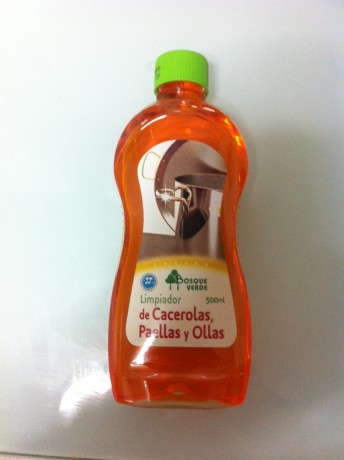 BOSQUE
VERDE
Limpiador 500ml
de Cacerolas,
Paellas y Ollas